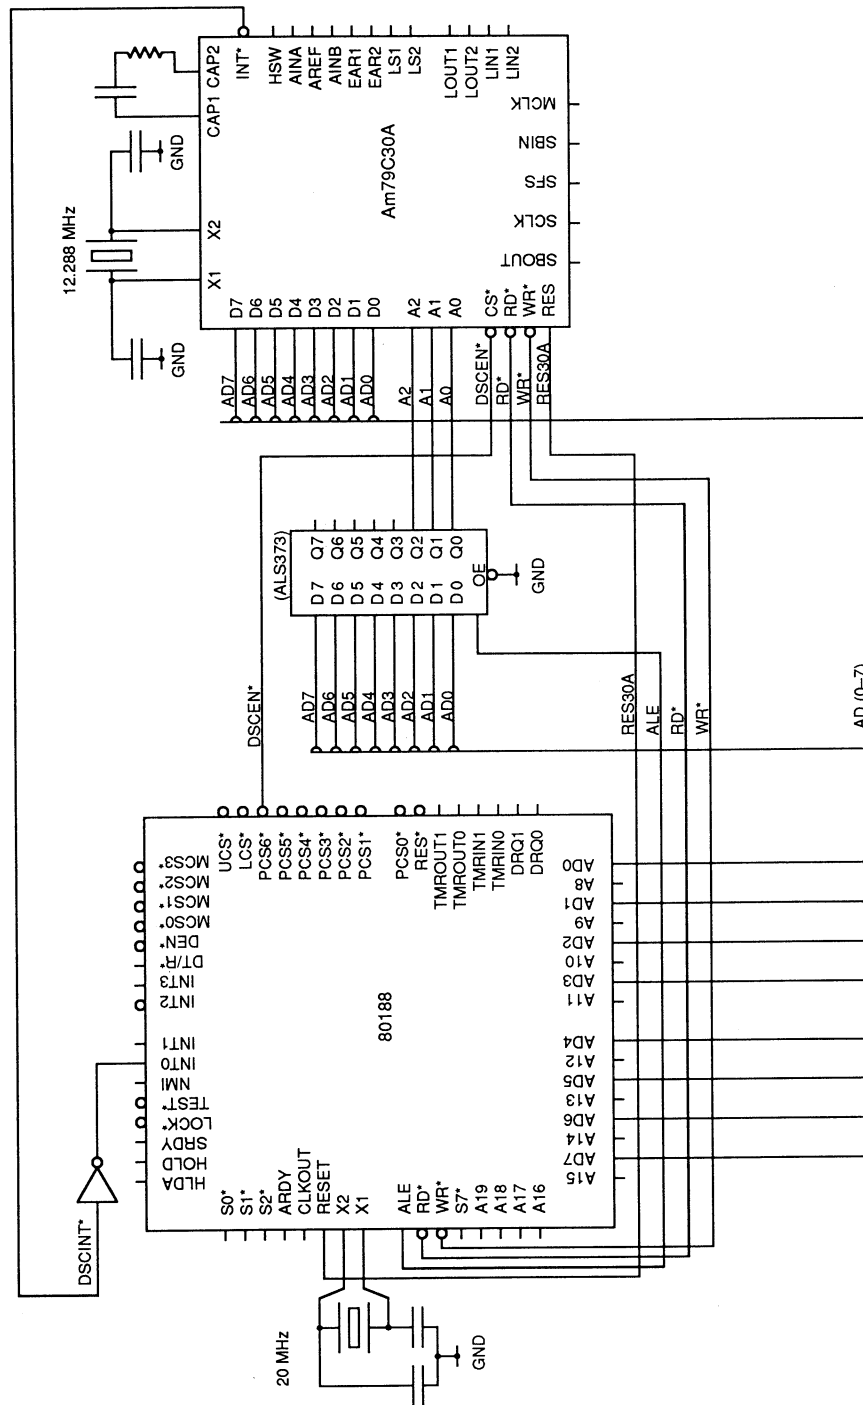 12.288 MHz
GND
GND
CAP1
CAP2
X1
X2
INT*
HSW
AINA
AREF
AINB
EAR1
EAR2
LS1
LS2
LOUT1
LOUT2
LIN1
LIN2
Am79C30A
MCLK
SBIN
SFS
SCLK
SBOUT
D7
D6
D5
D4
D3
D2
D1
D0
A2
A1
A0
CS*
RD*
WR*
RES
AD7
AD6
AD5
AD4
AD3
AD2
AD1
AD0
A2
A1
A0
DSCEN*
RD*
WR*
RES30A
(ALS373)
D7 Q7
D6 Q6
D5 Q5
D4 Q4
D3 Q3
D2 Q2
D1 Q1
D0 Q0
OE
GND
DSCEN*
AD7
AD6
AD5
AD4
AD3
AD2
AD1
AD0
RES30A
ALE
RD*
WR*
AD (0–7)
80188
UCS*
LCS*
PCS6*
PCS5*
PCS4*
PCS3*
PCS2*
PCS1*
PCS0*
RES*
TMROUT1
TMROUT0
TMRIN1
TMRIN0
DRQ1
DRQ0
MCS3*
MCS2*
MCS1*
MCS0*
DEN*
DT/R*
INT3
INT2
INT1
INT0
NMI
TEST*
LOCK*
SRDY
HOLD
HLDA
AD0
A8
AD1
A9
AD2
A10
AD3
A11
AD4
A12
AD5
A13
AD6
A14
AD7
A15
S0*
S1*
S2*
ARDY
CLKOUT
RESET
X2
X1
ALE
RD*
WR*
S7*
A19
A18
A17
A16
DSCINT*
20 MHz
GND